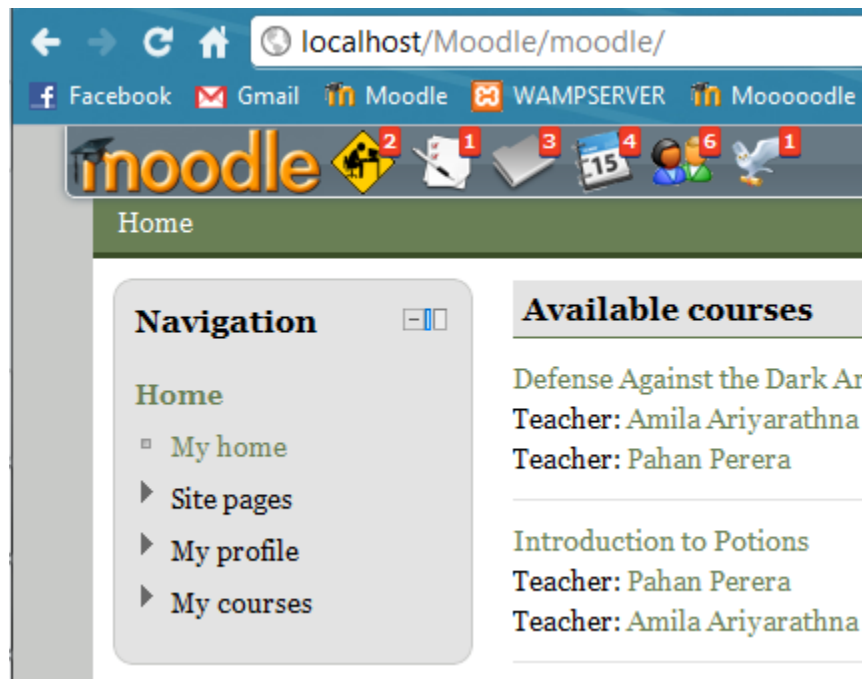 localhost/Moodle/moodle/
Facebook Gmail Moodle WAMPSERVER Mooooodle
moodle 2 1 3 15 4 6 1
Home
Navigation
Home
My home
Site pages
My profile
My courses
Available courses
Defense Against the Dark Ar
Teacher: Amila Ariyarathna
Teacher: Pahan Perera
Introduction to Potions
Teacher: Pahan Perera
Teacher: Amila Ariyarathna